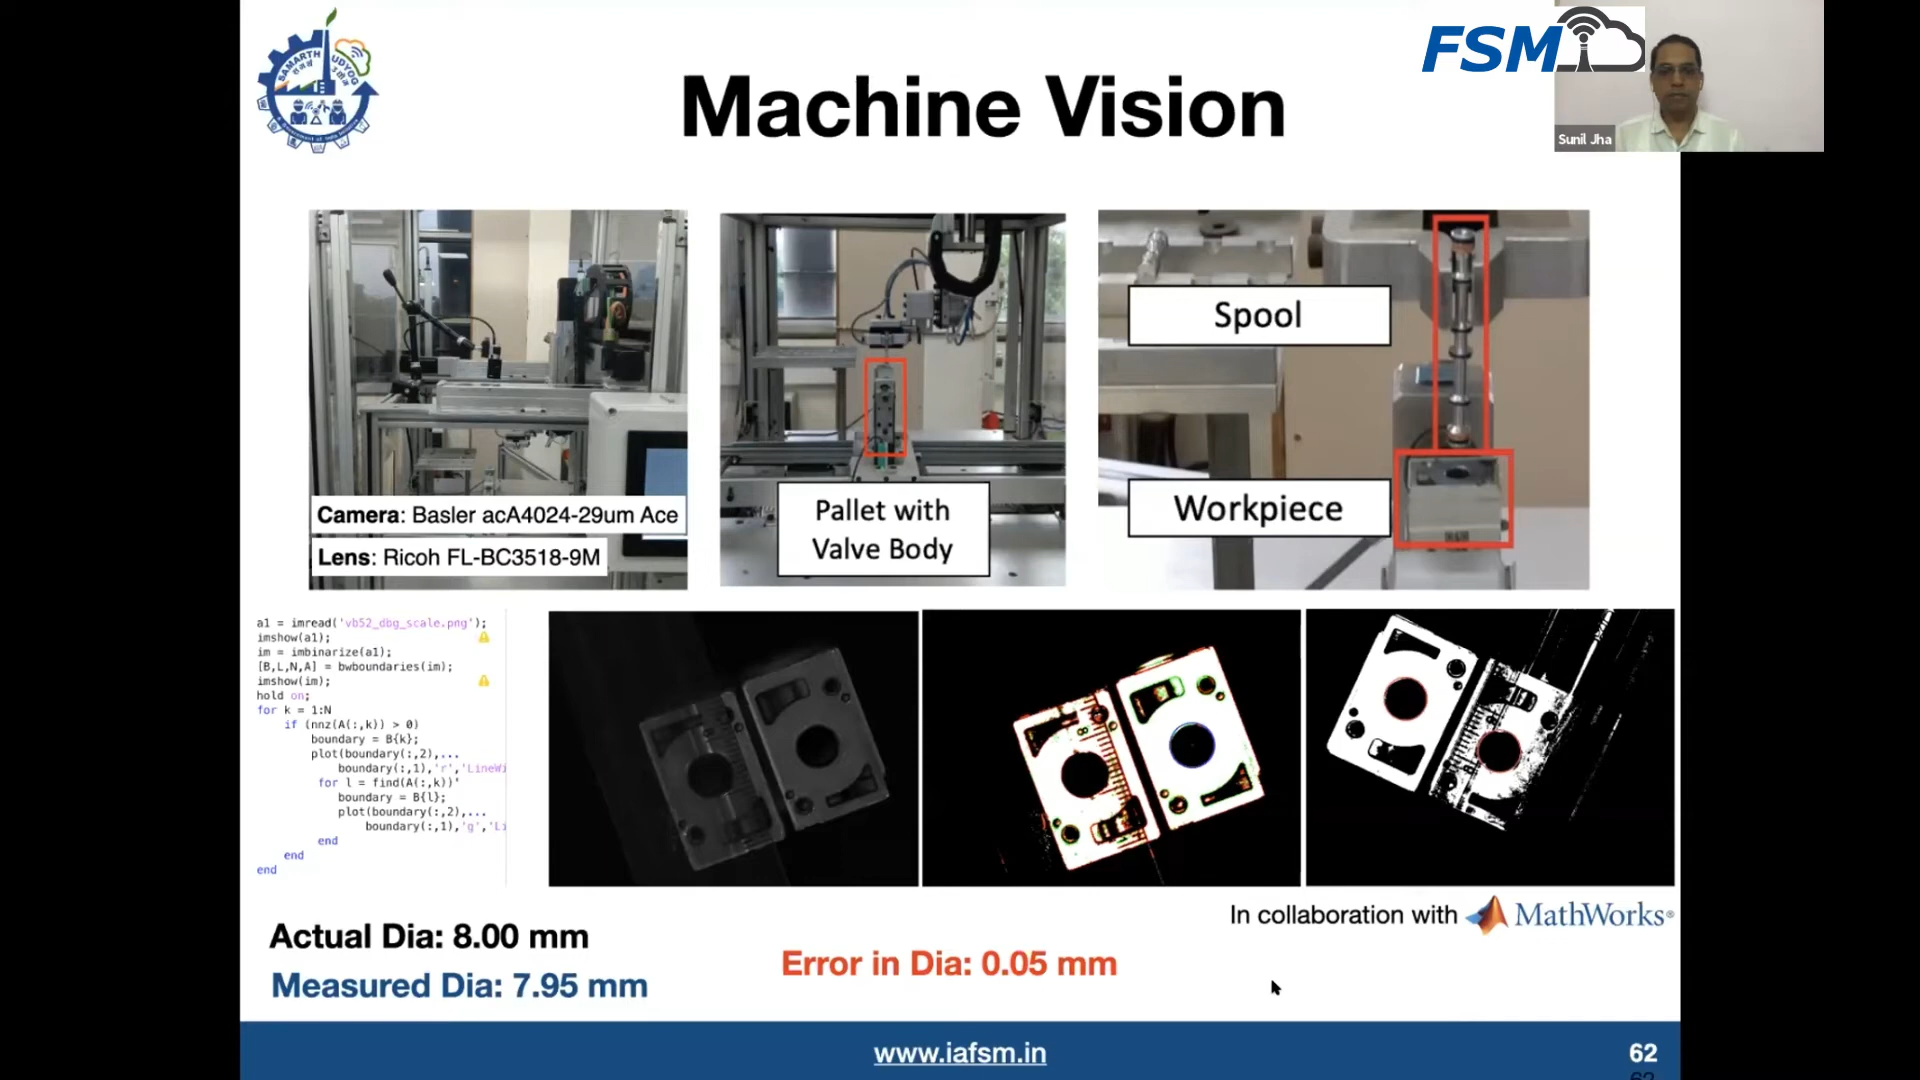 SAMARTH UDYOG
FSM
Machine Vision
Sunil Jha
Spool
Workpiece
Pallet with
Valve Body
Camera: Basler acA4024-29um Ace
Lens: Ricoh FL-BC3518-9M
a1 = imread('vb52_dbg_scale.png');
imshow(a1);
im = imbinarize(a1);
[B,L,N,A] = bwboundaries(im);
imshow(im);
hold on;
for k = 1:N
if (nnz(A(:,k)) > 0)
boundary = B{k};
plot(boundary(:,2),...
boundary(:,1),'r','LineWi
for l = find(A(:,k))'
boundary = B{l};
plot(boundary(:,2),...
boundary(:,1),'g','Li
end
end
end
In collaboration with MathWorks®
Actual Dia: 8.00 mm
Measured Dia: 7.95 mm
Error in Dia: 0.05 mm
www.iafsm.in
62